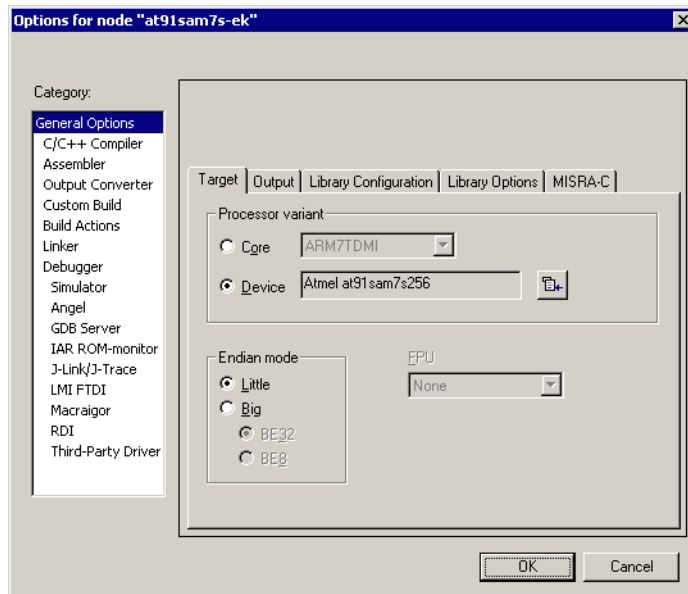 Options for node "at91sam7s-ek"
Category:
General Options
C/C++ Compiler
Assembler
Output Converter
Custom Build
Build Actions
Linker
Debugger
Simulator
Angel
GDB Server
IAR ROM-monitor
J-Link/J-Trace
LMI FTDI
Macraigor
RDI
Third-Party Driver
Target Output Library Configuration Library Options MISRA-C
Processor variant
Core ARM7TDMI
Device Atmel at91sam7s256
Endian mode
Little
Big
BE32
BE8
FPU
None
OK Cancel